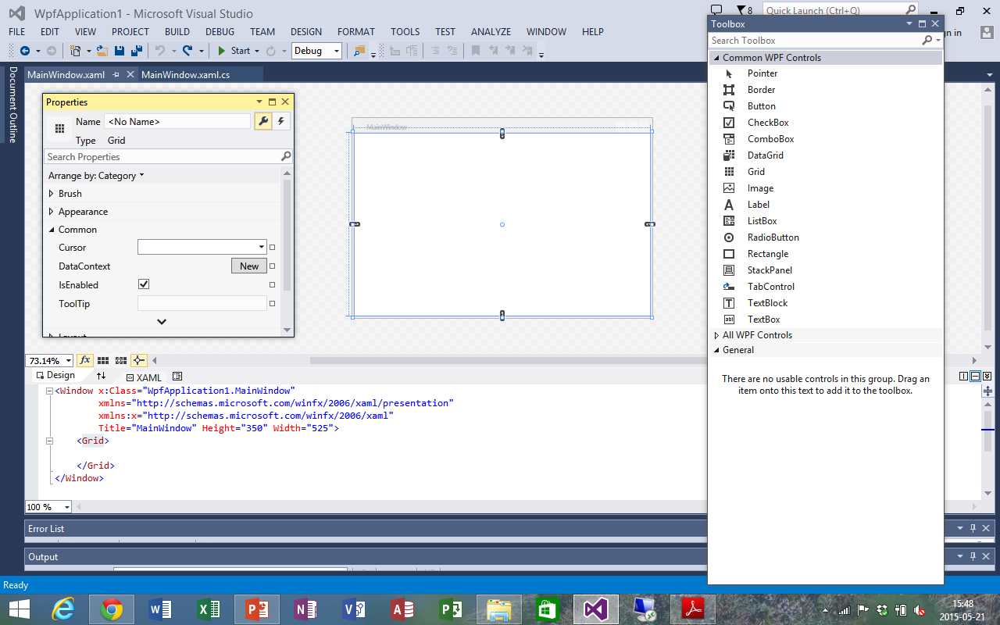 WpfApplication1 - Microsoft Visual Studio
8
Quick Launch (Ctrl+Q)
FILE EDIT VIEW PROJECT BUILD DEBUG TEAM DESIGN FORMAT TOOLS TEST ANALYZE WINDOW HELP
n in
Start
Debug
Document Outline
MainWindow.xaml
MainWindow.xaml.cs
Properties
Name <No Name>
Type Grid
Search Properties
Arrange by: Category
Brush
Appearance
Common
Cursor
DataContext New
IsEnabled
ToolTip
Layout
MainWindow
73.14%
fx
Design
XAML
<Window x:Class="WpfApplication1.MainWindow"
xmlns="http://schemas.microsoft.com/winfx/2006/xaml/presentation"
xmlns:x="http://schemas.microsoft.com/winfx/2006/xaml"
Title="MainWindow" Height="350" Width="525">
<Grid>
</Grid>
</Window>
100 %
Error List
Output
Ready
Toolbox
Search Toolbox
Common WPF Controls
Pointer
Border
Button
CheckBox
ComboBox
DataGrid
Grid
Image
Label
ListBox
RadioButton
Rectangle
StackPanel
TabControl
TextBlock
TextBox
All WPF Controls
General
There are no usable controls in this group. Drag an
item onto this text to add it to the toolbox.
15:48
2015-05-21